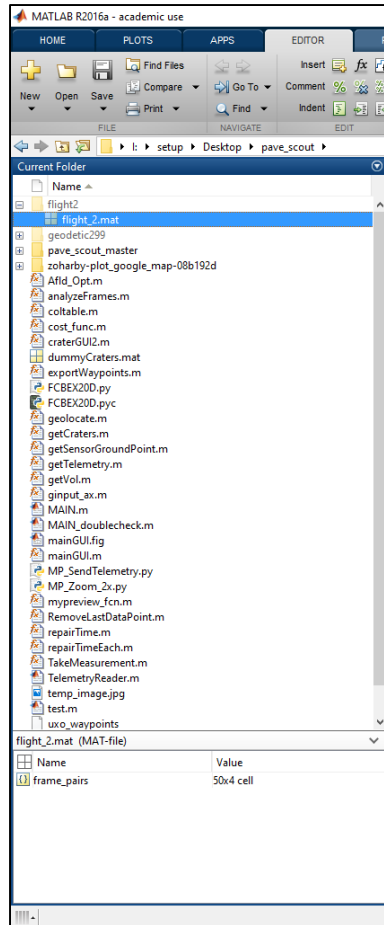 MATLAB R2016a - academic use
HOME PLOTS APPS EDITOR
New Open Save Find Files Compare Print Go To Find Insert fx Comment % Indent
FILE NAVIGATE EDIT
I: setup Desktop pave_scout
Current Folder
Name
flight2
flight_2.mat
geodetic299
pave_scout_master
zoharby-plot_google_map-08b192d
Afld_Opt.m
analyzeFrames.m
coltable.m
cost_func.m
craterGUI2.m
dummyCraters.mat
exportWaypoints.m
FCBEX20D.py
FCBEX20D.pyc
geolocate.m
getCraters.m
getSensorGroundPoint.m
getTelemetry.m
getVol.m
ginput_ax.m
MAIN.m
MAIN_doublecheck.m
mainGUI.fig
mainGUI.m
MP_SendTelemetry.py
MP_Zoom_2x.py
mypreview_fcn.m
RemoveLastDataPoint.m
repairTime.m
repairTimeEach.m
TakeMeasurement.m
TelemetryReader.m
temp_image.jpg
test.m
uxo_waypoints
flight_2.mat (MAT-file)
Name Value
frame_pairs 50x4 cell